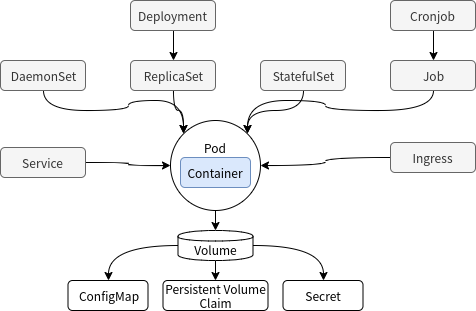 Deployment
Cronjob
DaemonSet
ReplicaSet
StatefulSet
Job
Pod
Container
Service
Ingress
Volume
ConfigMap
Persistent Volume
Claim
Secret